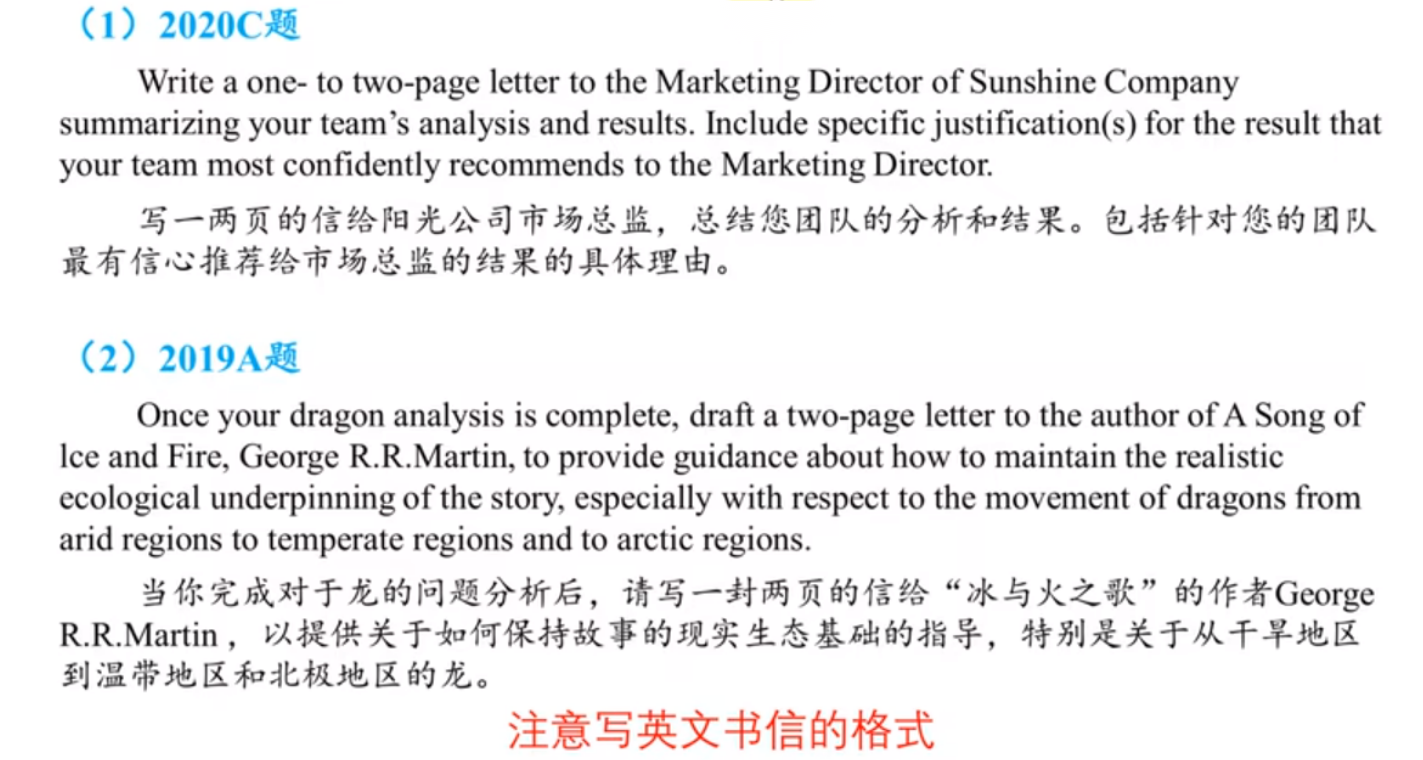 （1）2020C题
Write a one- to two-page letter to the Marketing Director of Sunshine Company
summarizing your team’s analysis and results. Include specific justification(s) for the result that
your team most confidently recommends to the Marketing Director.
写一两页的信给阳光公司市场总监，总结您团队的分析和结果。包括针对您的团队
最有信心推荐给市场总监的结果的具体理由。
（2）2019A题
Once your dragon analysis is complete, draft a two-page letter to the author of A Song of
lce and Fire, George R.R.Martin, to provide guidance about how to maintain the realistic
ecological underpinning of the story, especially with respect to the movement of dragons from
arid regions to temperate regions and to arctic regions.
当你完成对于龙的问题分析后，请写一封两页的信给“冰与火之歌”的作者George
R.R.Martin ，以提供关于如何保持故事的现实生态基础的指导，特别是关于从干旱地区
到温带地区和北极地区的龙。
注意写英文书信的格式